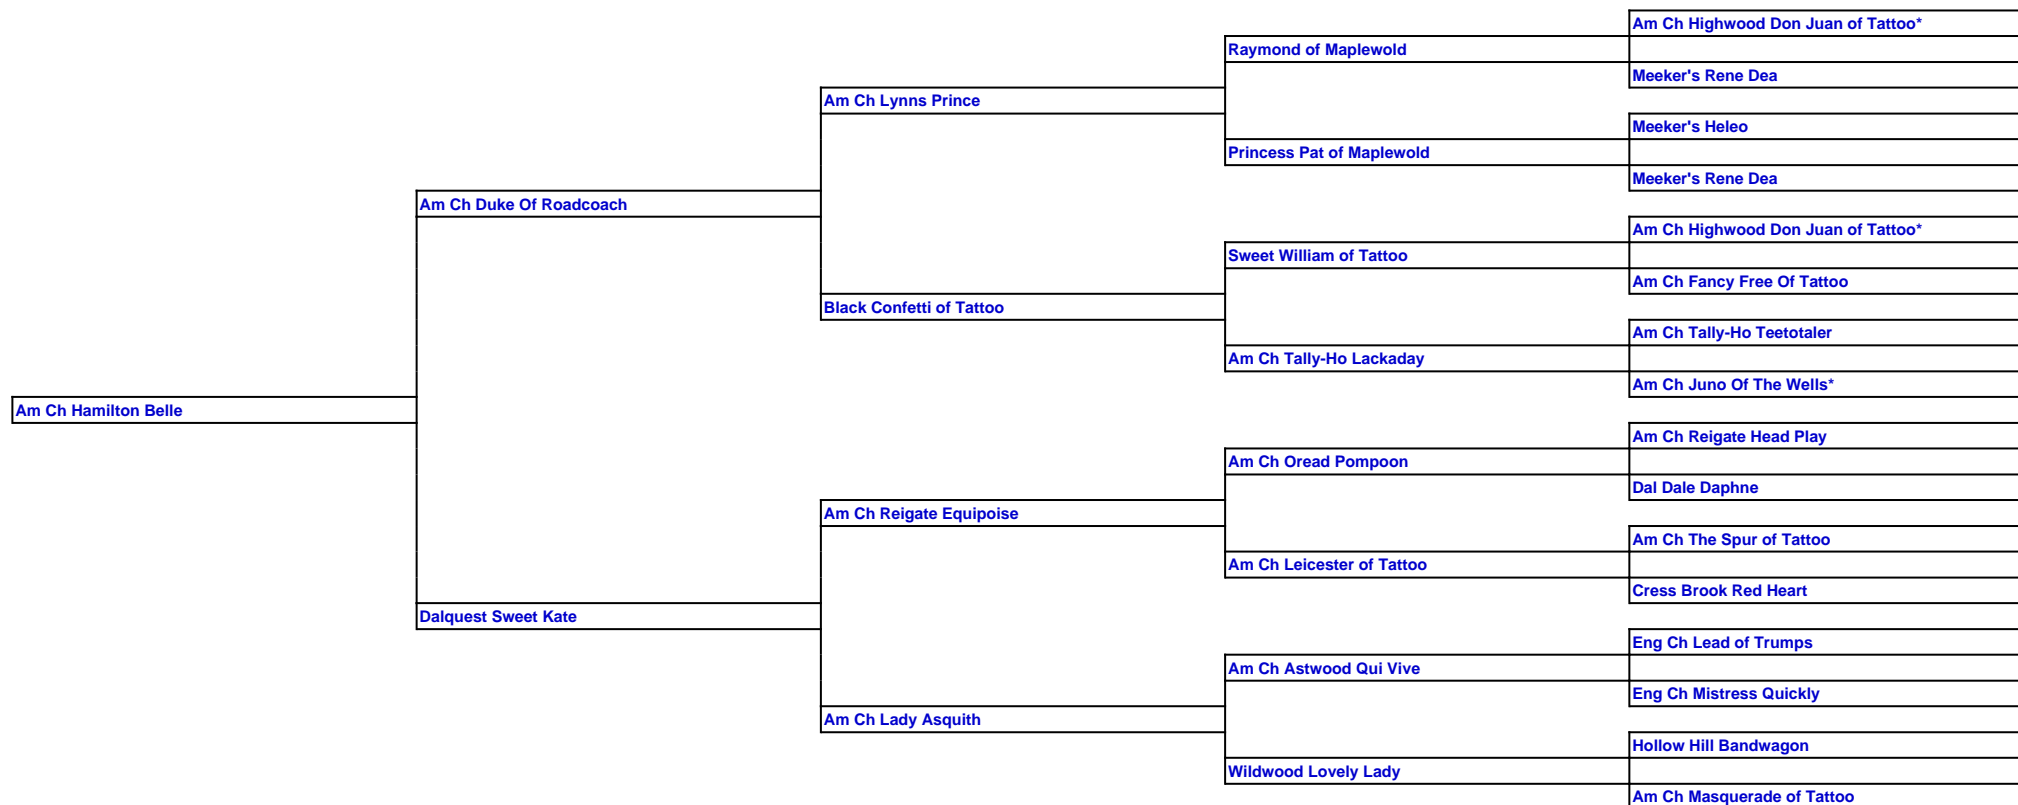 Am Ch Highwood Don Juan of Tattoo*
Raymond of Maplewold
Meeker's Rene Dea
Am Ch Lynns Prince
Meeker's Heleo
Princess Pat of Maplewold
Meeker's Rene Dea
Am Ch Duke Of Roadcoach
Am Ch Highwood Don Juan of Tattoo*
Sweet William of Tattoo
Am Ch Fancy Free Of Tattoo
Black Confetti of Tattoo
Am Ch Tally-Ho Teetotaler
Am Ch Tally-Ho Lackaday
Am Ch Juno Of The Wells*
Am Ch Hamilton Belle
Am Ch Reigate Head Play
Am Ch Oread Pompoon
Dal Dale Daphne
Am Ch Reigate Equipoise
Am Ch The Spur of Tattoo
Am Ch Leicester of Tattoo
Cress Brook Red Heart
Dalquest Sweet Kate
Eng Ch Lead of Trumps
Am Ch Astwood Qui Vive
Eng Ch Mistress Quickly
Am Ch Lady Asquith
Hollow Hill Bandwagon
Wildwood Lovely Lady
Am Ch Masquerade of Tattoo